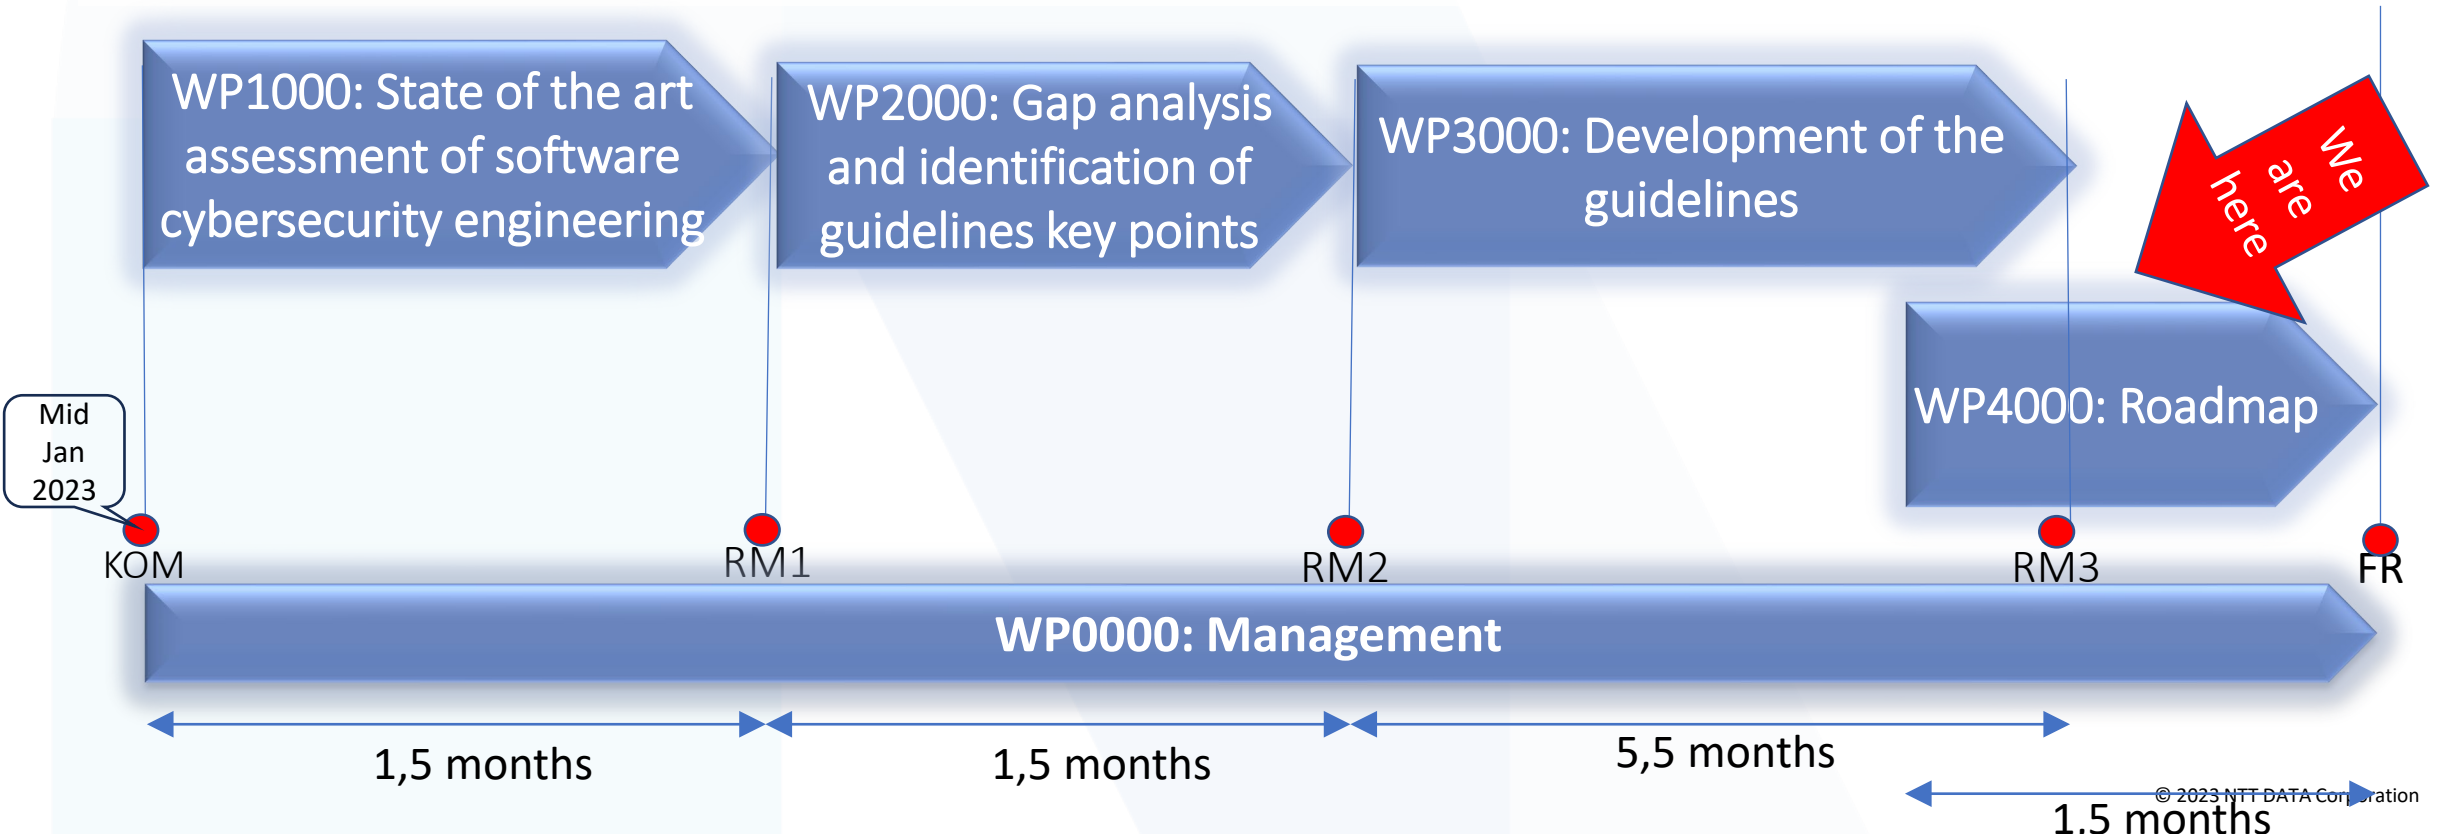 WP1000: State of the art
assessment of software
cybersecurity engineering
WP2000: Gap analysis
and identification of
guidelines key points
WP3000: Development of the
guidelines
We
are
here
WP4000: Roadmap
Mid
Jan
2023
KOM
RM1
RM2
RM3
FR
WP0000: Management
1,5 months
1,5 months
5,5 months
© 2023 NTT DATA Corporation
1,5 months